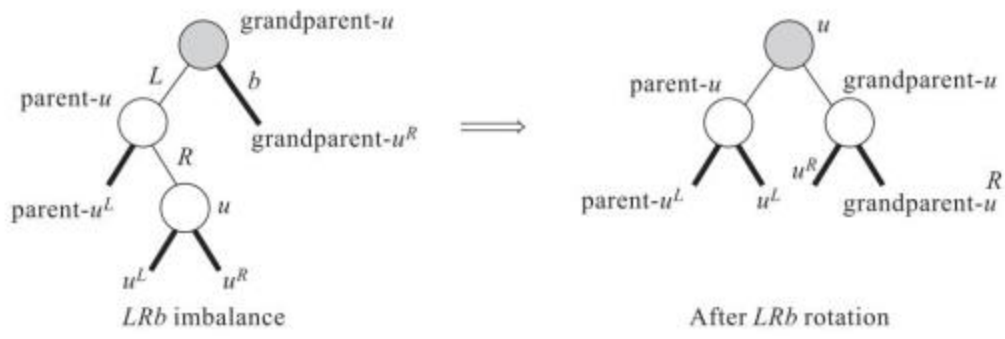 grandparent-u
L
b
parent-u
grandparent-u^R
R
parent-u^L
u
u^L
u^R
LRb imbalance
u
parent-u
grandparent-u
u^R
parent-u^L
u^L
R
grandparent-u
After LRb rotation